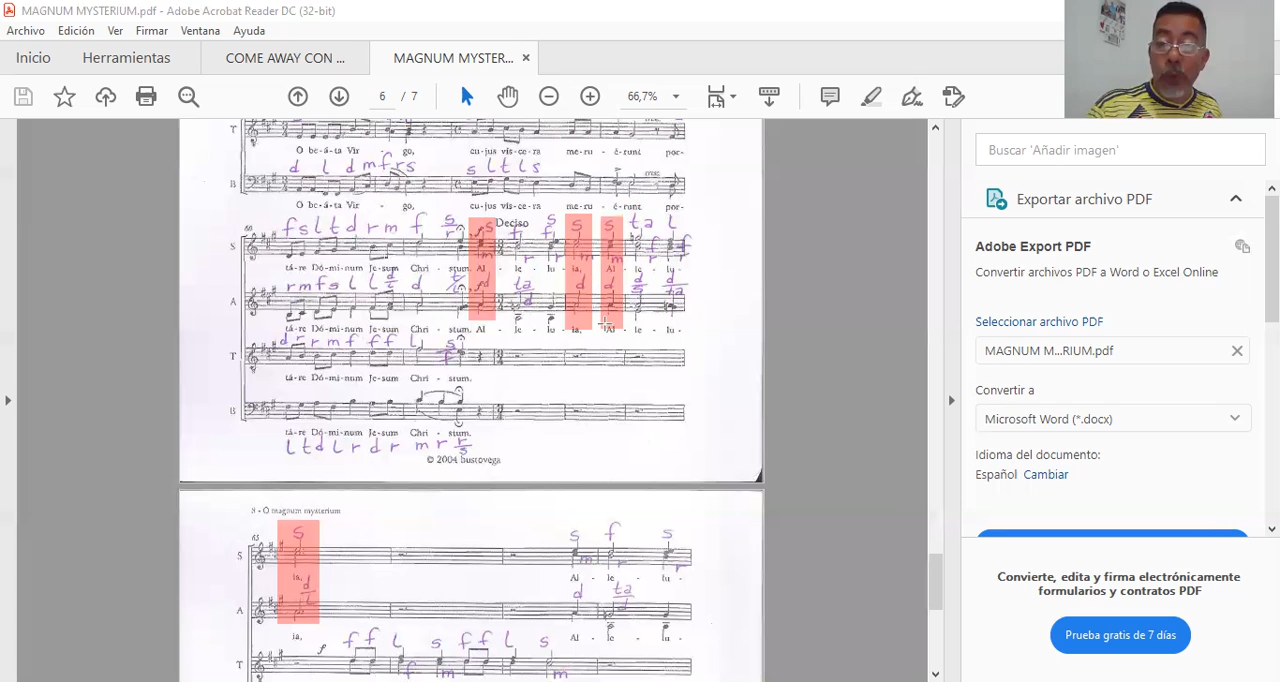 MAGNUM MYSTERIUM.pdf - Adobe Acrobat Reader DC (32-bit)
Archivo Edición Ver Firmar Ventana Ayuda
Inicio Herramientas COME AWAY CON ... MAGNUM MYSTER... ×
6 / 7 66,7%
T
O be-á-ta Vir - go, cu-jus vís-ce-ra me-ru - é-runt por-
d l d m f r s s l t l s
B
O be-á-ta Vir - go, cu-jus vís-ce-ra me-ru - é-runt por-
f s l t d r m f s r s Deciso f s s s ta l
S
tá-re Dó-mi-num Je-sum Chri - stum. Al - le - lu - ia, Al - le - lu -
r m f s l l d d ta d d d d
A
tá-re Dó-mi-num Je-sum Chri - stum. Al - le - lu - ia, Al - le - lu -
d r r m f f f l s f
T
tá-re Dó-mi-num Je-sum Chri - stum.
B
tá-re Dó-mi-num Je-sum Chri - stum.
l t d l r d r m r r s
© 2004 bustovega
8 - O magnum mysterium
65
s s f s
S
m r r
ia, Al - le - lu -
d l d ta d
A
ia, Al - le - lu -
f f l s f f l s
T
f m m
Buscar 'Añadir imagen'
Exportar archivo PDF
Adobe Export PDF
Convertir archivos PDF a Word o Excel Online
Seleccionar archivo PDF
MAGNUM M...RIUM.pdf
Convertir a
Microsoft Word (*.docx)
Idioma del documento:
Español Cambiar
Convierte, edita y firma electrónicamente
formularios y contratos PDF
Prueba gratis de 7 días